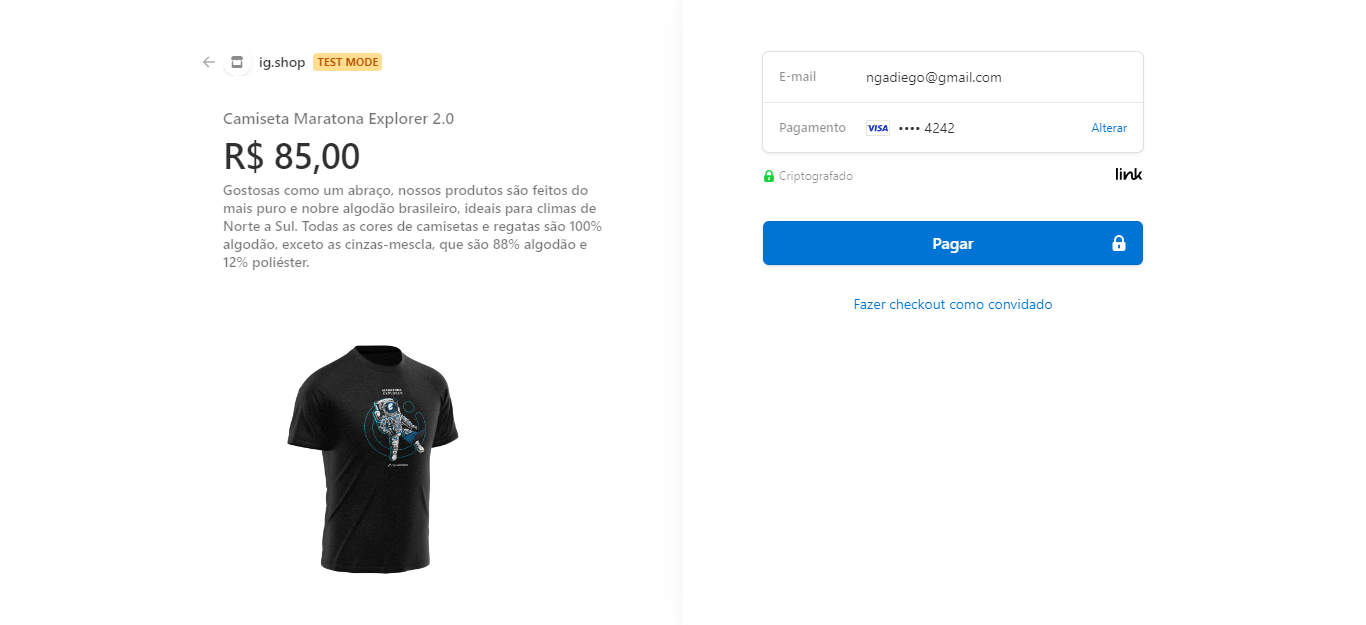 ig.shop TEST MODE
Camiseta Maratona Explorer 2.0
R$ 85,00
Gostosas como um abraço, nossos produtos são feitos do
mais puro e nobre algodão brasileiro, ideais para climas de
Norte a Sul. Todas as cores de camisetas e regatas são 100%
algodão, exceto as cinzas-mescla, que são 88% algodão e
12% poliéster.
MARATONA
EXPLORER
E-mail ngadiego@gmail.com
Pagamento VISA •••• 4242 Alterar
Criptografado link
Pagar
Fazer checkout como convidado